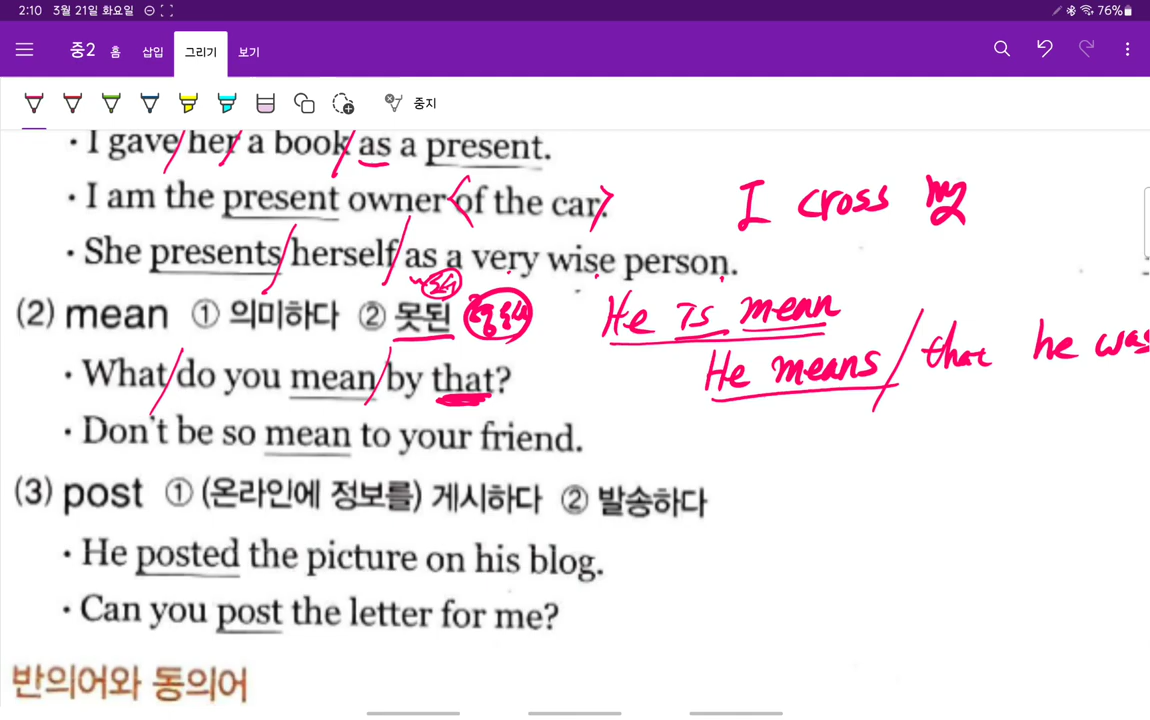 2:10 3월 21일 화요일 76%
중2 홈 삽입 그리기 보기
중지
· I gave her a book as a present.
· I am the present owner of the car. I cross my
· She presents herself as a very wise person.
(2) mean ① 의미하다 ② 못된 He is mean
He means that he was
· What do you mean by that?
· Don't be so mean to your friend.
(3) post ① (온라인에 정보를) 게시하다 ② 발송하다
· He posted the picture on his blog.
· Can you post the letter for me?
반의어와 동의어